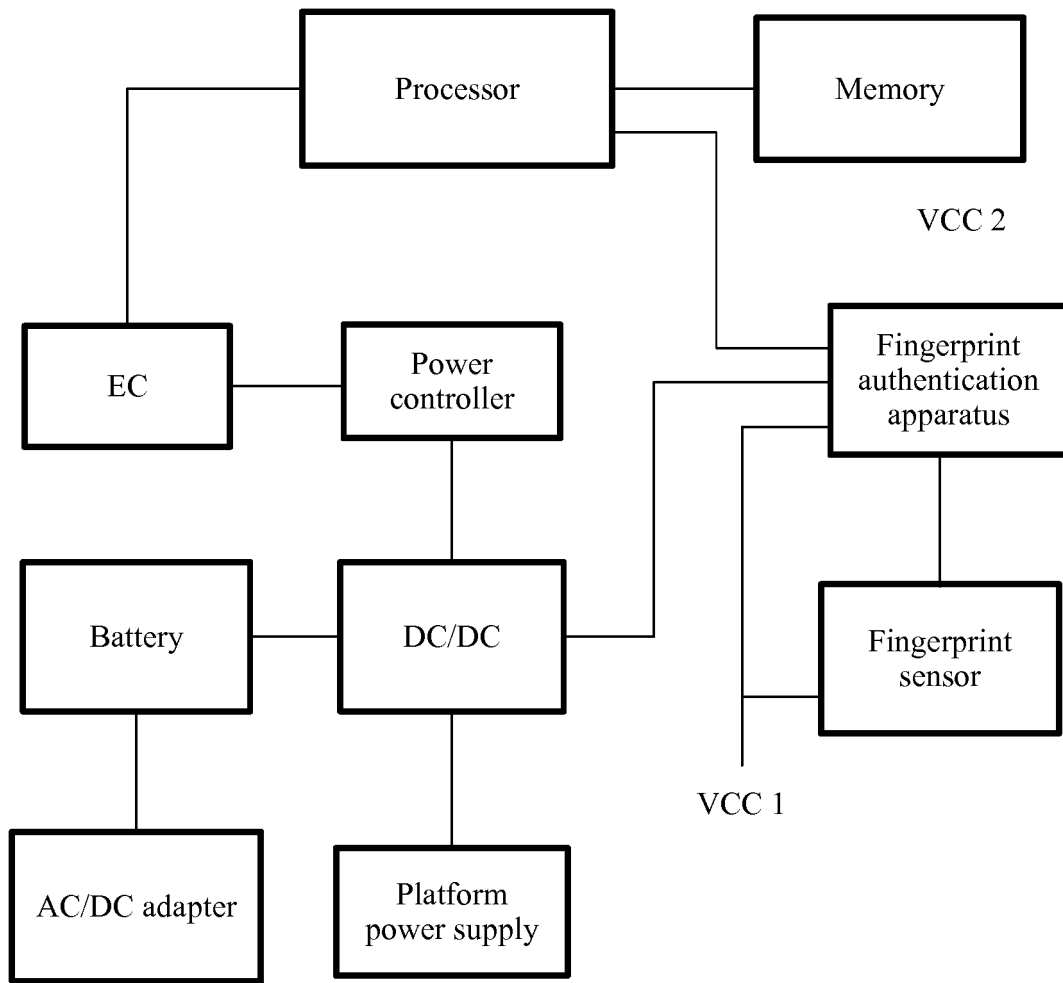 Processor
Memory
VCC 2
EC
Power
controller
Fingerprint
authentication
apparatus
Battery
DC/DC
Fingerprint
sensor
VCC 1
AC/DC adapter
Platform
power supply